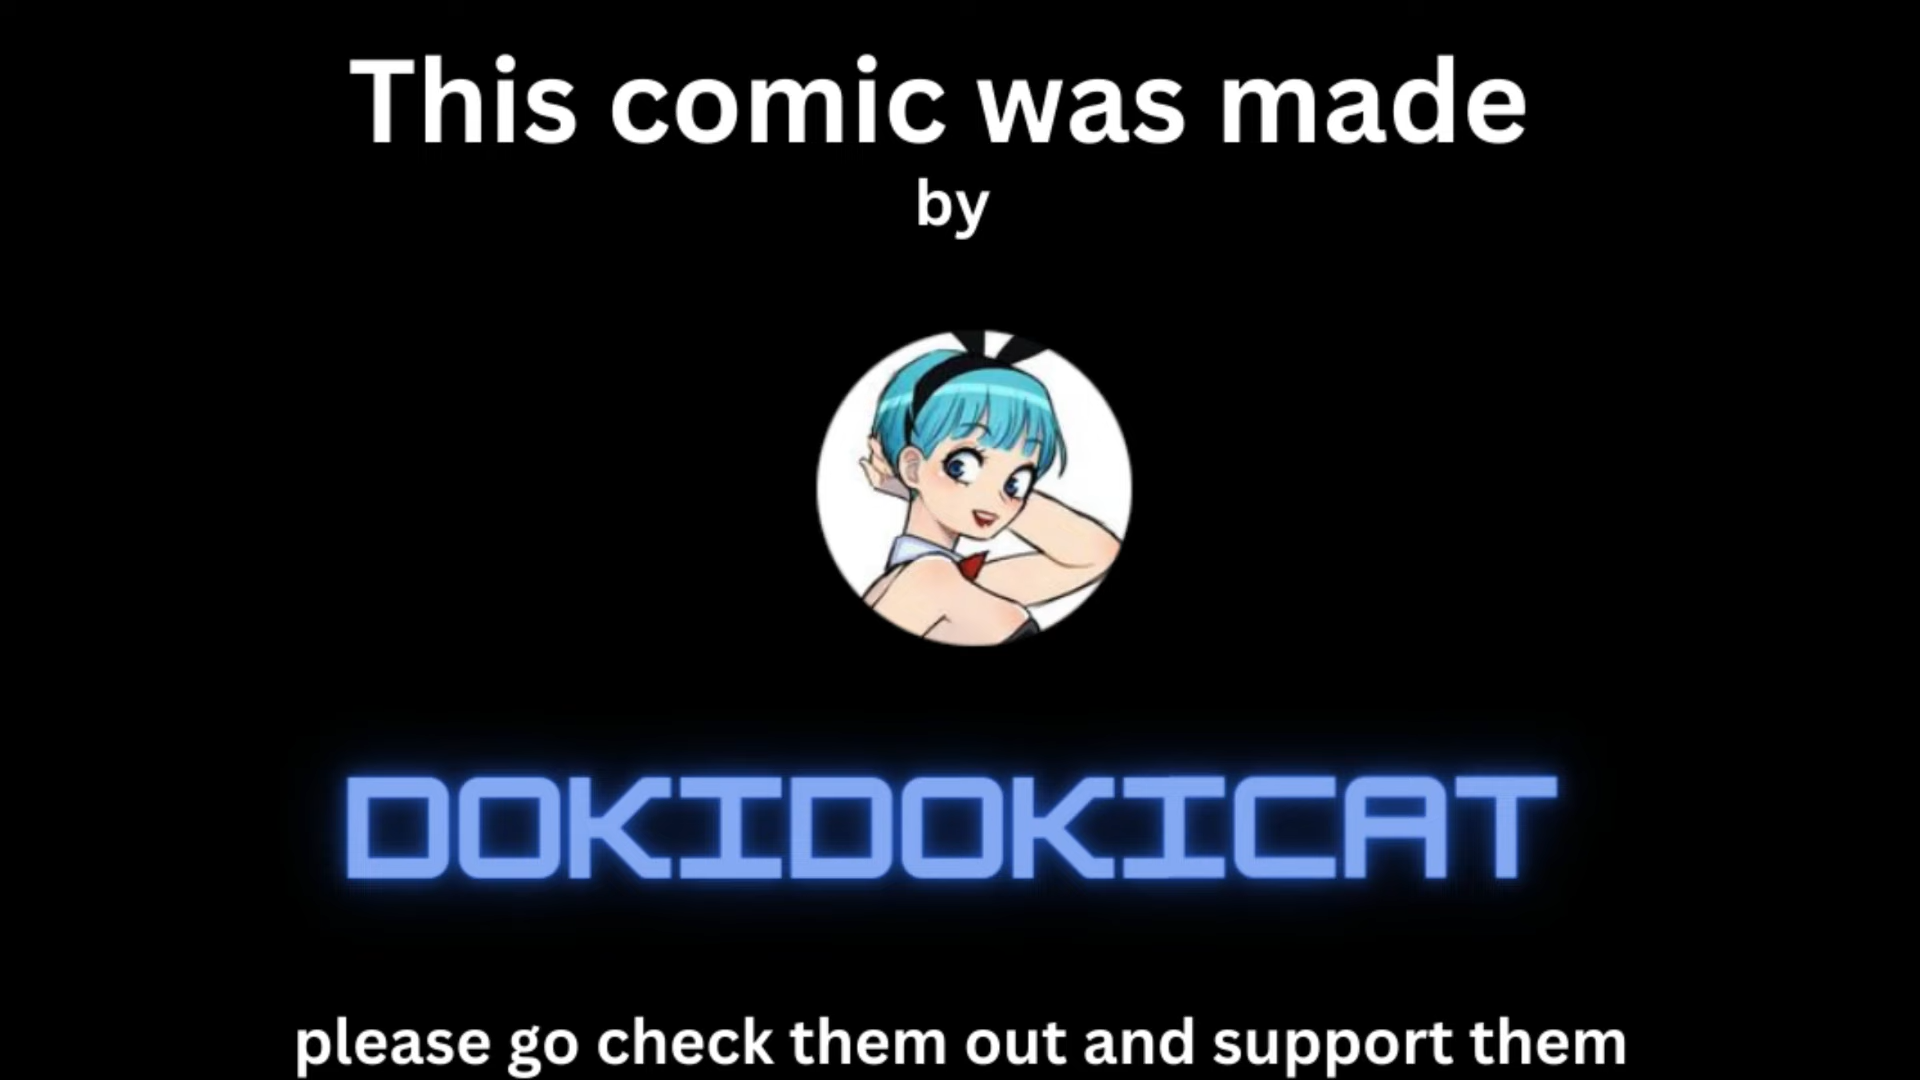 This comic was made
by
DOKIDOKICAT
please go check them out and support them